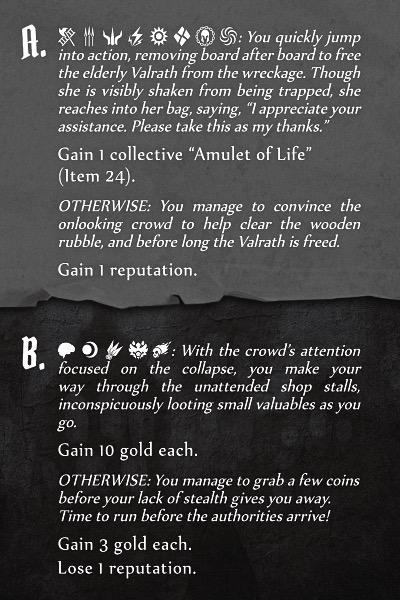 A. : You quickly jump
into action, removing board after board to free
the elderly Valrath from the wreckage. Though
she is visibly shaken from being trapped, she
reaches into her bag, saying, “I appreciate your
assistance. Please take this as my thanks.”
Gain 1 collective “Amulet of Life”
(Item 24).
OTHERWISE: You manage to convince the
onlooking crowd to help clear the wooden
rubble, and before long the Valrath is freed.
Gain 1 reputation.
B. : With the crowd’s attention
focused on the collapse, you make your
way through the unattended shop stalls,
inconspicuously looting small valuables as you
go.
Gain 10 gold each.
OTHERWISE: You manage to grab a few coins
before your lack of stealth gives you away.
Time to run before the authorities arrive!
Gain 3 gold each.
Lose 1 reputation.